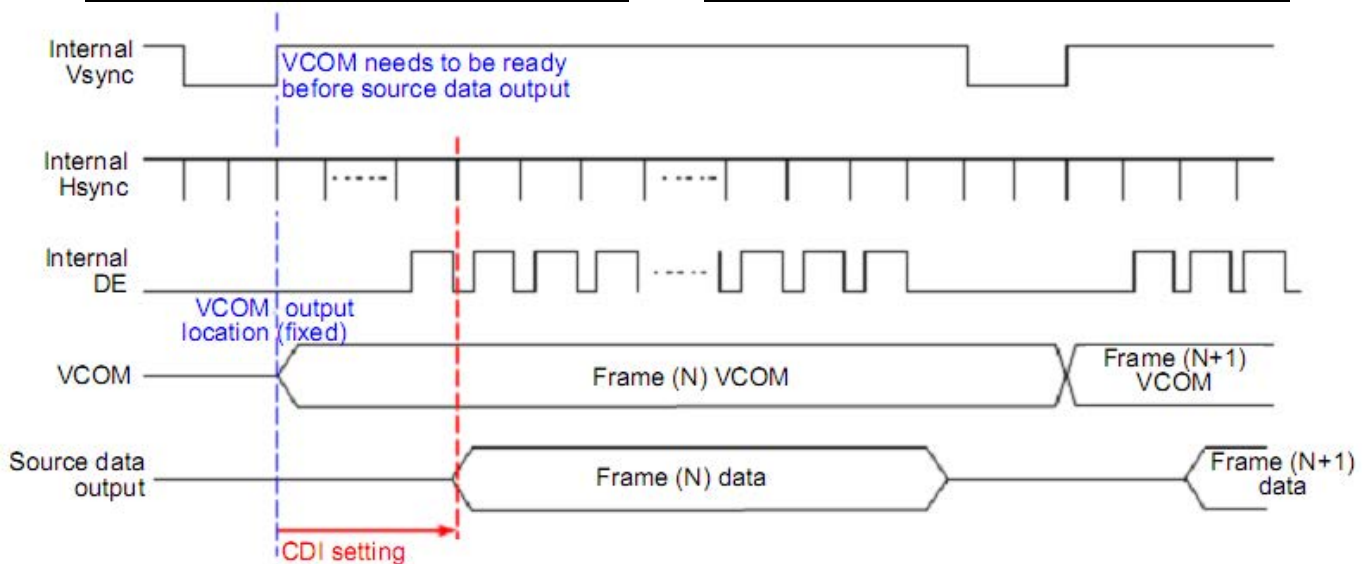 Internal
Vsync
VCOM needs to be ready
before source data output
Internal
Hsync
Internal
DE
VCOM output
location (fixed)
VCOM
Frame (N) VCOM
Frame (N+1)
VCOM
Source data
output
Frame (N) data
Frame (N+1)
data
CDI setting